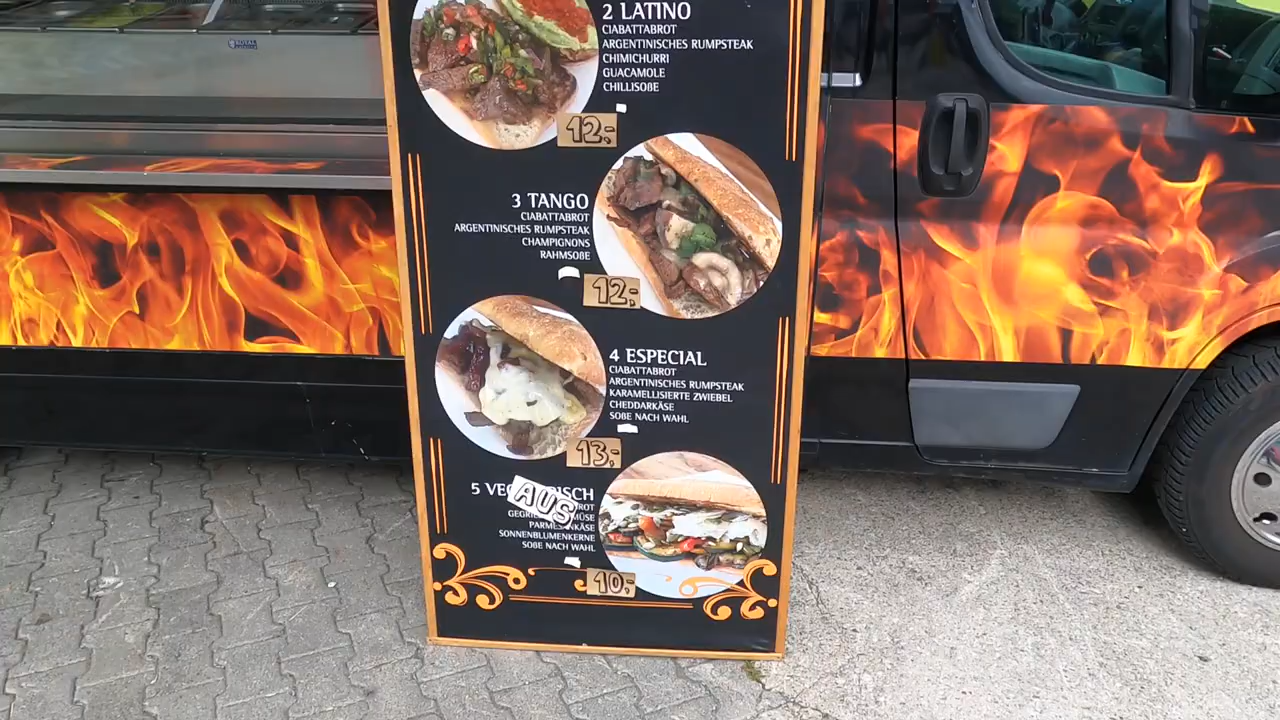 2 LATINO
CIABATTABROT
ARGENTINISCHES RUMPSTEAK
CHIMICHURRI
GUACAMOLE
CHILLISOßE
12,-
3 TANGO
CIABATTBROT
ARGENTINISCHES RUMPSTEAK
CHAMPIGNONS
RAHMSOßE
12,-
4 ESPECIAL
CIABATTABROT
ARGENTINISCHES RUMPSTEAK
KARAMELLISIERTE ZWIEBEL
CHEDDARKÄSE
SOßE NACH WAHL
13,-
5
AUS
SONNENBLUMENKERNE
SOßE NACH WAHL
10,-